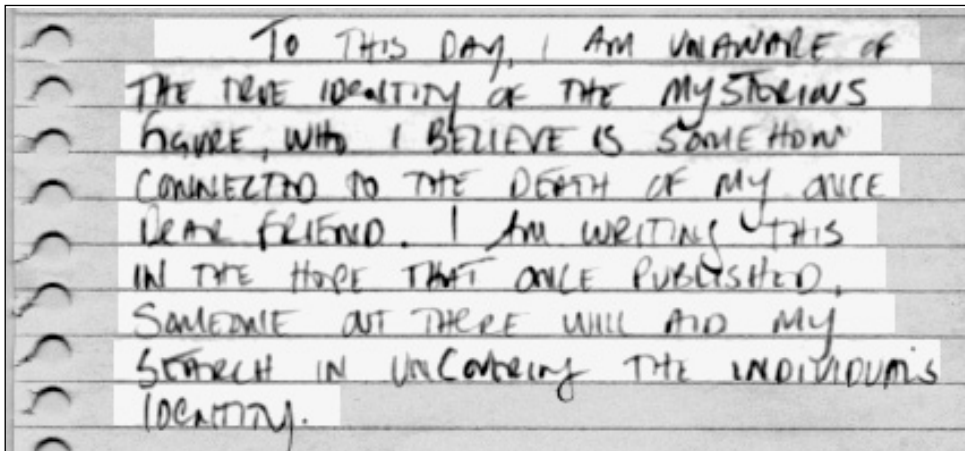 TO THIS DAY, I AM UNAWARE OF
THE TRUE IDENTITY OF THE MYSTERIOUS
FIGURE, WHO I BELIEVE IS SOMEHOW
CONNECTED TO THE DEATH OF MY ONCE
DEAR FRIEND. I AM WRITING THIS
IN THE HOPE THAT ONCE PUBLISHED,
SOMEONE OUT THERE WILL AID MY
SEARCH IN UNCOVERING THE INDIVIDUAL'S
IDENTITY.